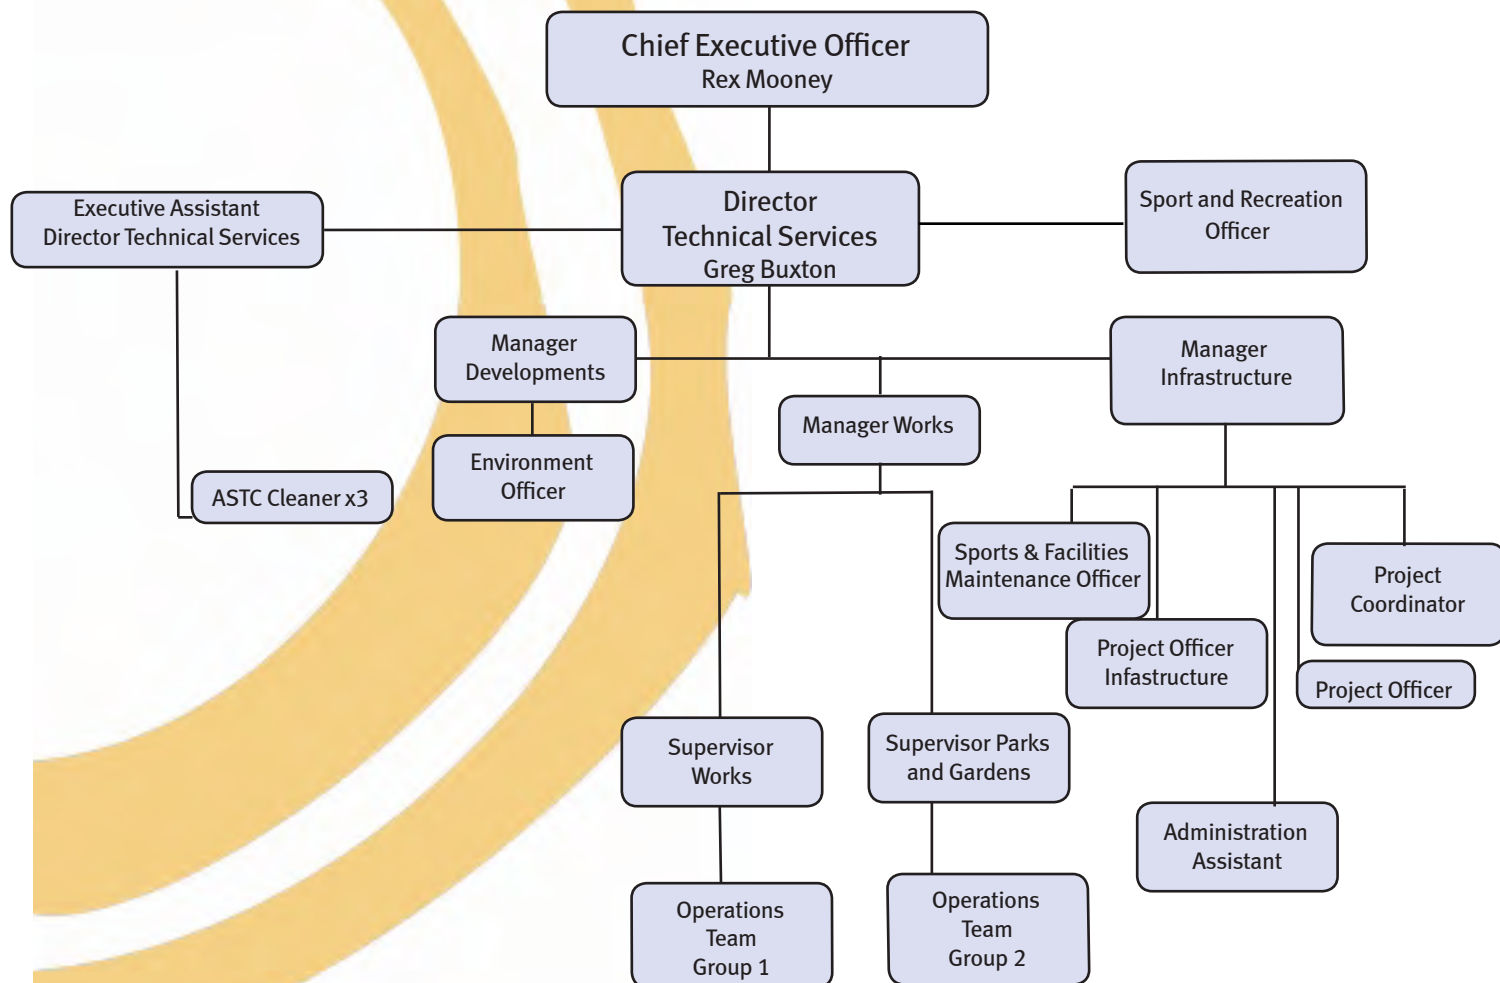 Chief Executive Officer
Rex Mooney
Executive Assistant
Director Technical Services
Director
Technical Services
Greg Buxton
Sport and Recreation
Officer
Manager
Developments
Manager
Infrastructure
Manager Works
Environment
Officer
ASTC Cleaner x3
Sports & Facilities
Maintenance Officer
Project
Coordinator
Project Officer
Infastructure
Project Officer
Supervisor
Works
Supervisor Parks
and Gardens
Administration
Assistant
Operations
Team
Group 1
Operations
Team
Group 2